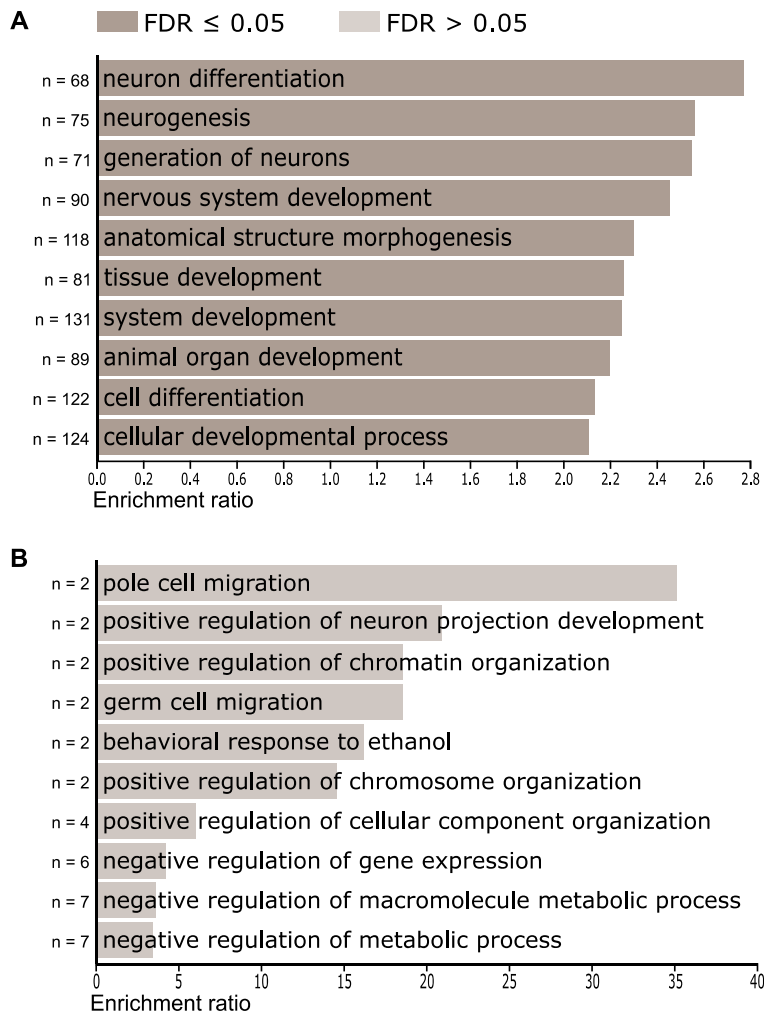 A
FDR ≤ 0.05 FDR > 0.05
n = 68 neuron differentiation
n = 75 neurogenesis
n = 71 generation of neurons
n = 90 nervous system development
n = 118 anatomical structure morphogenesis
n = 81 tissue development
n = 131 system development
n = 89 animal organ development
n = 122 cell differentiation
n = 124 cellular developmental process
0.0 0.2 0.4 0.6 0.8 1.0 1.2 1.4 1.6 1.8 2.0 2.2 2.4 2.6 2.8
Enrichment ratio
B
n = 2 pole cell migration
n = 2 positive regulation of neuron projection development
n = 2 positive regulation of chromatin organization
n = 2 germ cell migration
n = 2 behavioral response to ethanol
n = 2 positive regulation of chromosome organization
n = 4 positive regulation of cellular component organization
n = 6 negative regulation of gene expression
n = 7 negative regulation of macromolecule metabolic process
n = 7 negative regulation of metabolic process
0 5 10 15 20 25 30 35 40
Enrichment ratio